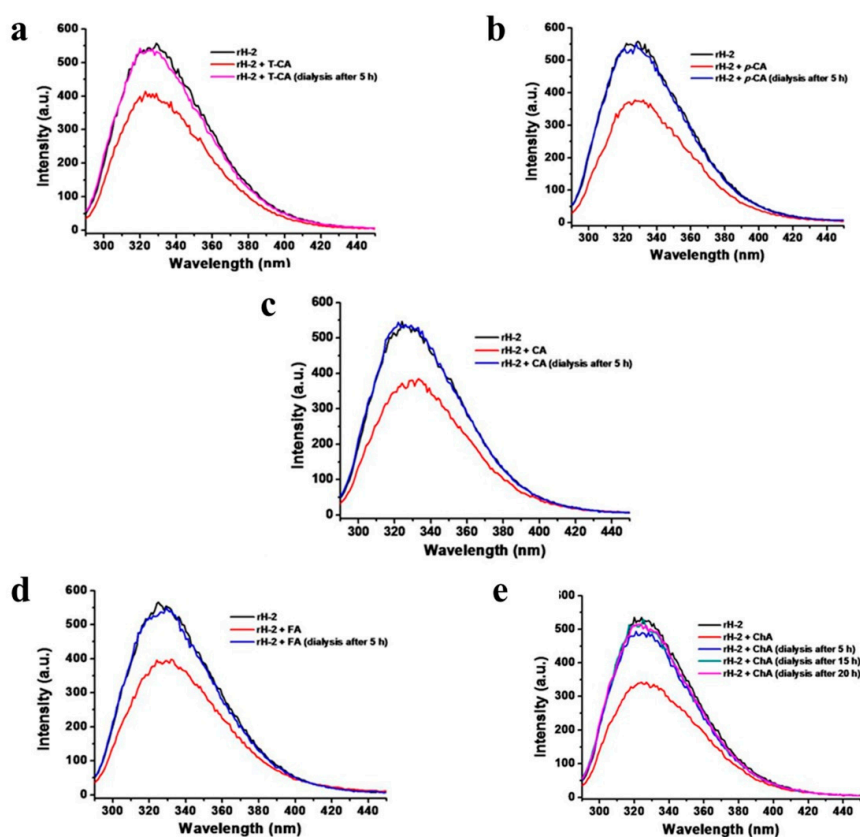 a
600
500
400
300
200
100
0
Intensity (a.u.)
rH-2
rH-2 + T-CA
rH-2 + T-CA (dialysis after 5 h)
300 320 340 360 380 400 420 440
Wavelength (nm)
b
600
500
400
300
200
100
0
Intensity (a.u.)
rH-2
rH-2 + p-CA
rH-2 + p-CA (dialysis after 5 h)
300 320 340 360 380 400 420 440
Wavelength (nm)
c
600
500
400
300
200
100
0
Intensity (a.u.)
rH-2
rH-2 + CA
rH-2 + CA (dialysis after 5 h)
300 320 340 360 380 400 420 440
Wavelength (nm)
d
600
500
400
300
200
100
0
Intensity (a.u.)
rH-2
rH-2 + FA
rH-2 + FA (dialysis after 5 h)
300 320 340 360 380 400 420 440
Wavelength (nm)
e
600
500
400
300
200
100
0
Intensity (a.u.)
rH-2
rH-2 + ChA
rH-2 + ChA (dialysis after 5 h)
rH-2 + ChA (dialysis after 15 h)
rH-2 + ChA (dialysis after 20 h)
300 320 340 360 380 400 420 440
Wavelength (nm)